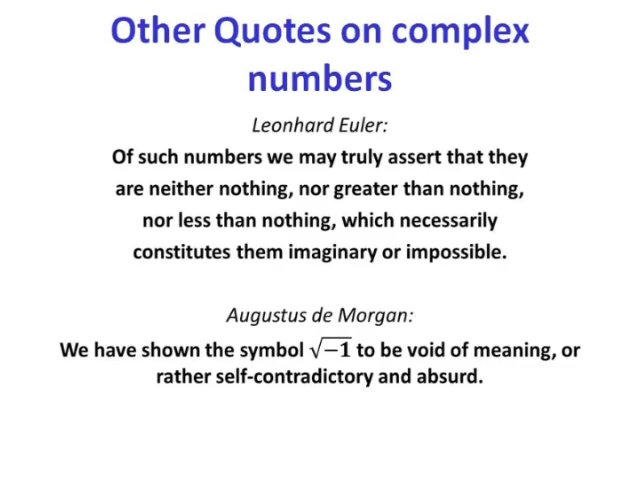 Other Quotes on complex
numbers
Leonhard Euler:
Of such numbers we may truly assert that they
are neither nothing, nor greater than nothing,
nor less than nothing, which necessarily
constitutes them imaginary or impossible.
Augustus de Morgan:
We have shown the symbol √−1 to be void of meaning, or
rather self-contradictory and absurd.